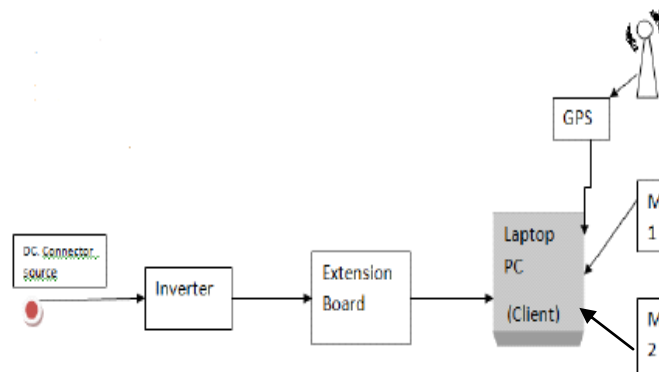 GPS
M
1
DC. Connector
source
Inverter
Extension
Board
Laptop
PC
(Client)
M
2